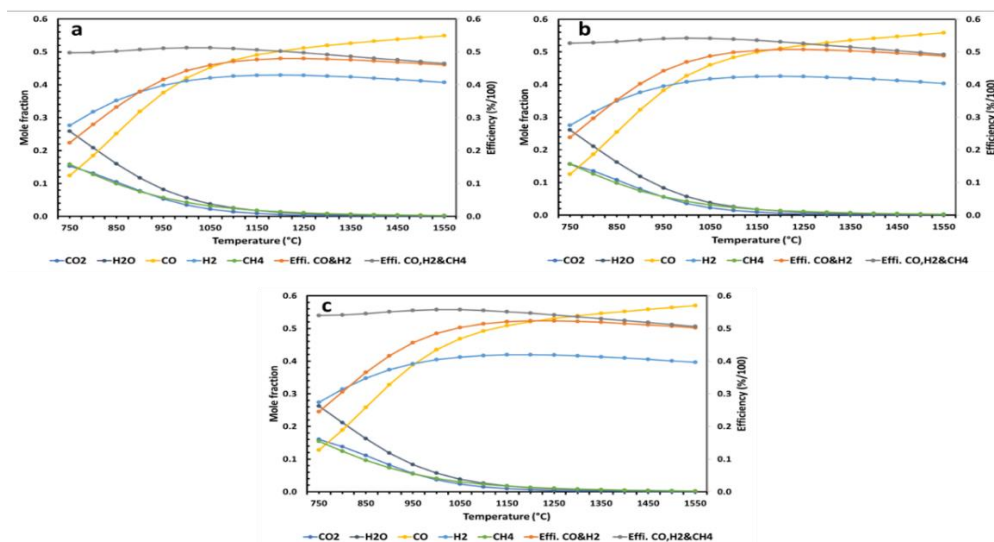 a
0.6 0.5 0.4 0.3 0.2 0.1 0.0
Mole fraction
0.6 0.5 0.4 0.3 0.2 0.1 0.0
Efficiency (%/100)
750 850 950 1050 1150 1250 1350 1450 1550
Temperature (°C)
CO2 H2O CO H2 CH4 Effi. CO&H2 Effi. CO,H2&CH4
b
0.6 0.5 0.4 0.3 0.2 0.1 0.0
Mole fraction
0.6 0.5 0.4 0.3 0.2 0.1 0.0
Efficiency (%/100)
750 850 950 1050 1150 1250 1350 1450 1550
Temperature (°C)
CO2 H2O CO H2 CH4 Effi. CO&H2 Effi. CO,H2&CH4
c
0.6 0.5 0.4 0.3 0.2 0.1 0.0
Mole fraction
0.6 0.5 0.4 0.3 0.2 0.1 0.0
Efficiency (%/100)
750 850 950 1050 1150 1250 1350 1450 1550
Temperature (°C)
CO2 H2O CO H2 CH4 Effi. CO&H2 Effi. CO,H2&CH4